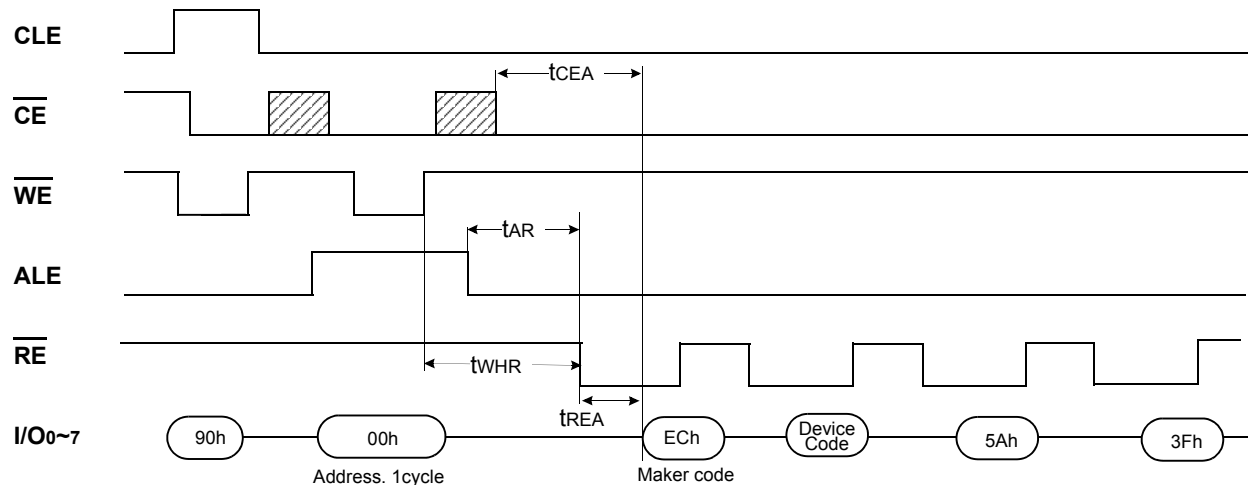 CLE
tCEA
CE
WE
tAR
ALE
RE
tWHR
tREA
I/O0~7
90h
00h
ECh
Device
Code
5Ah
3Fh
Address. 1cycle
Maker code